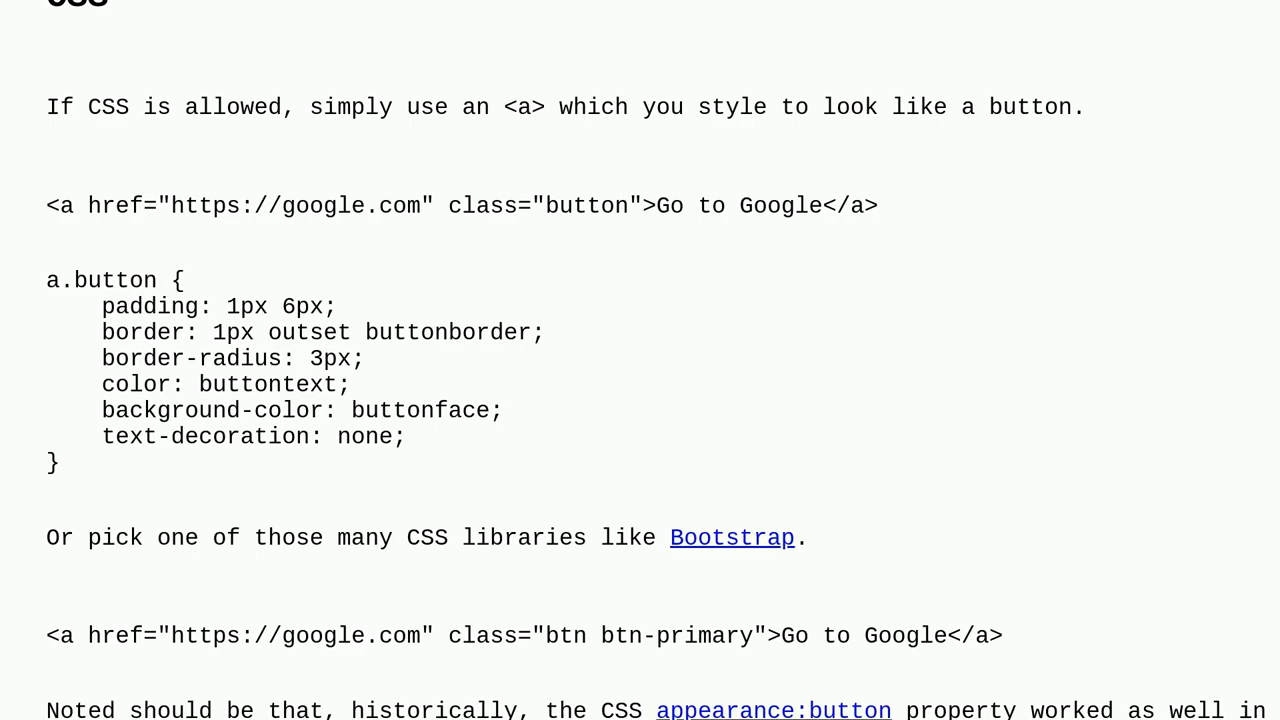 CSS
If CSS is allowed, simply use an <a> which you style to look like a button.
<a href="https://google.com" class="button">Go to Google</a>
a.button {
    padding: 1px 6px;
    border: 1px outset buttonborder;
    border-radius: 3px;
    color: buttontext;
    background-color: buttonface;
    text-decoration: none;
}
Or pick one of those many CSS libraries like Bootstrap.
<a href="https://google.com" class="btn btn-primary">Go to Google</a>
Noted should be that, historically, the CSS appearance:button property worked as well in